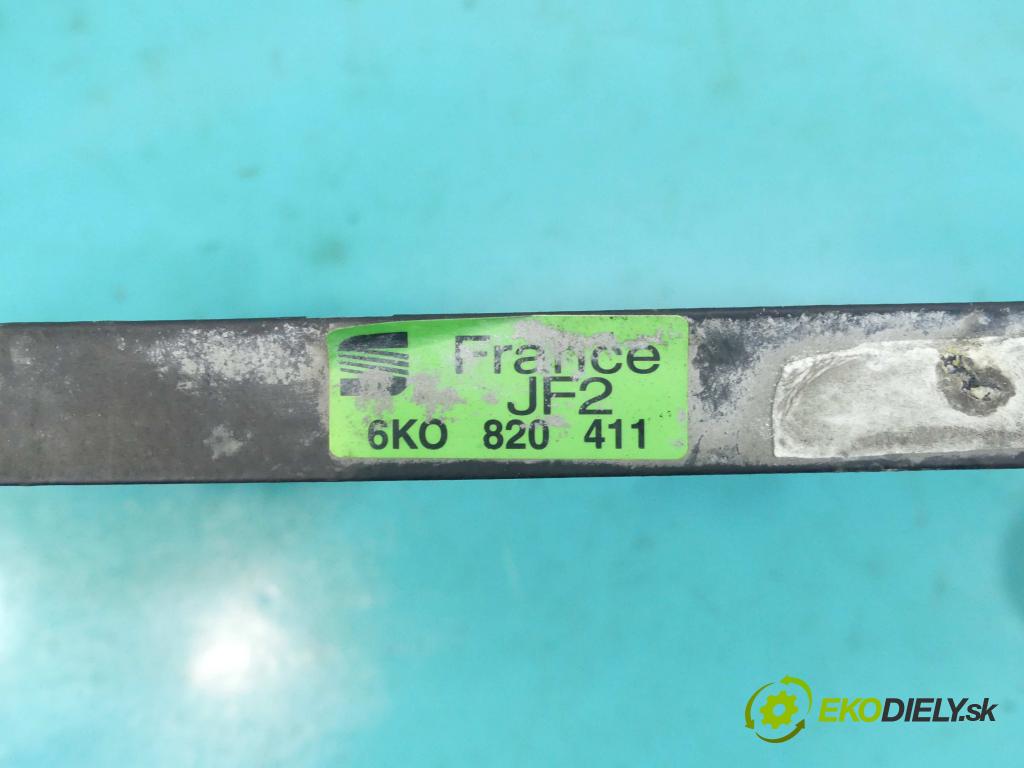 France
JF2
6KO 820 411
EKODIELY.sk